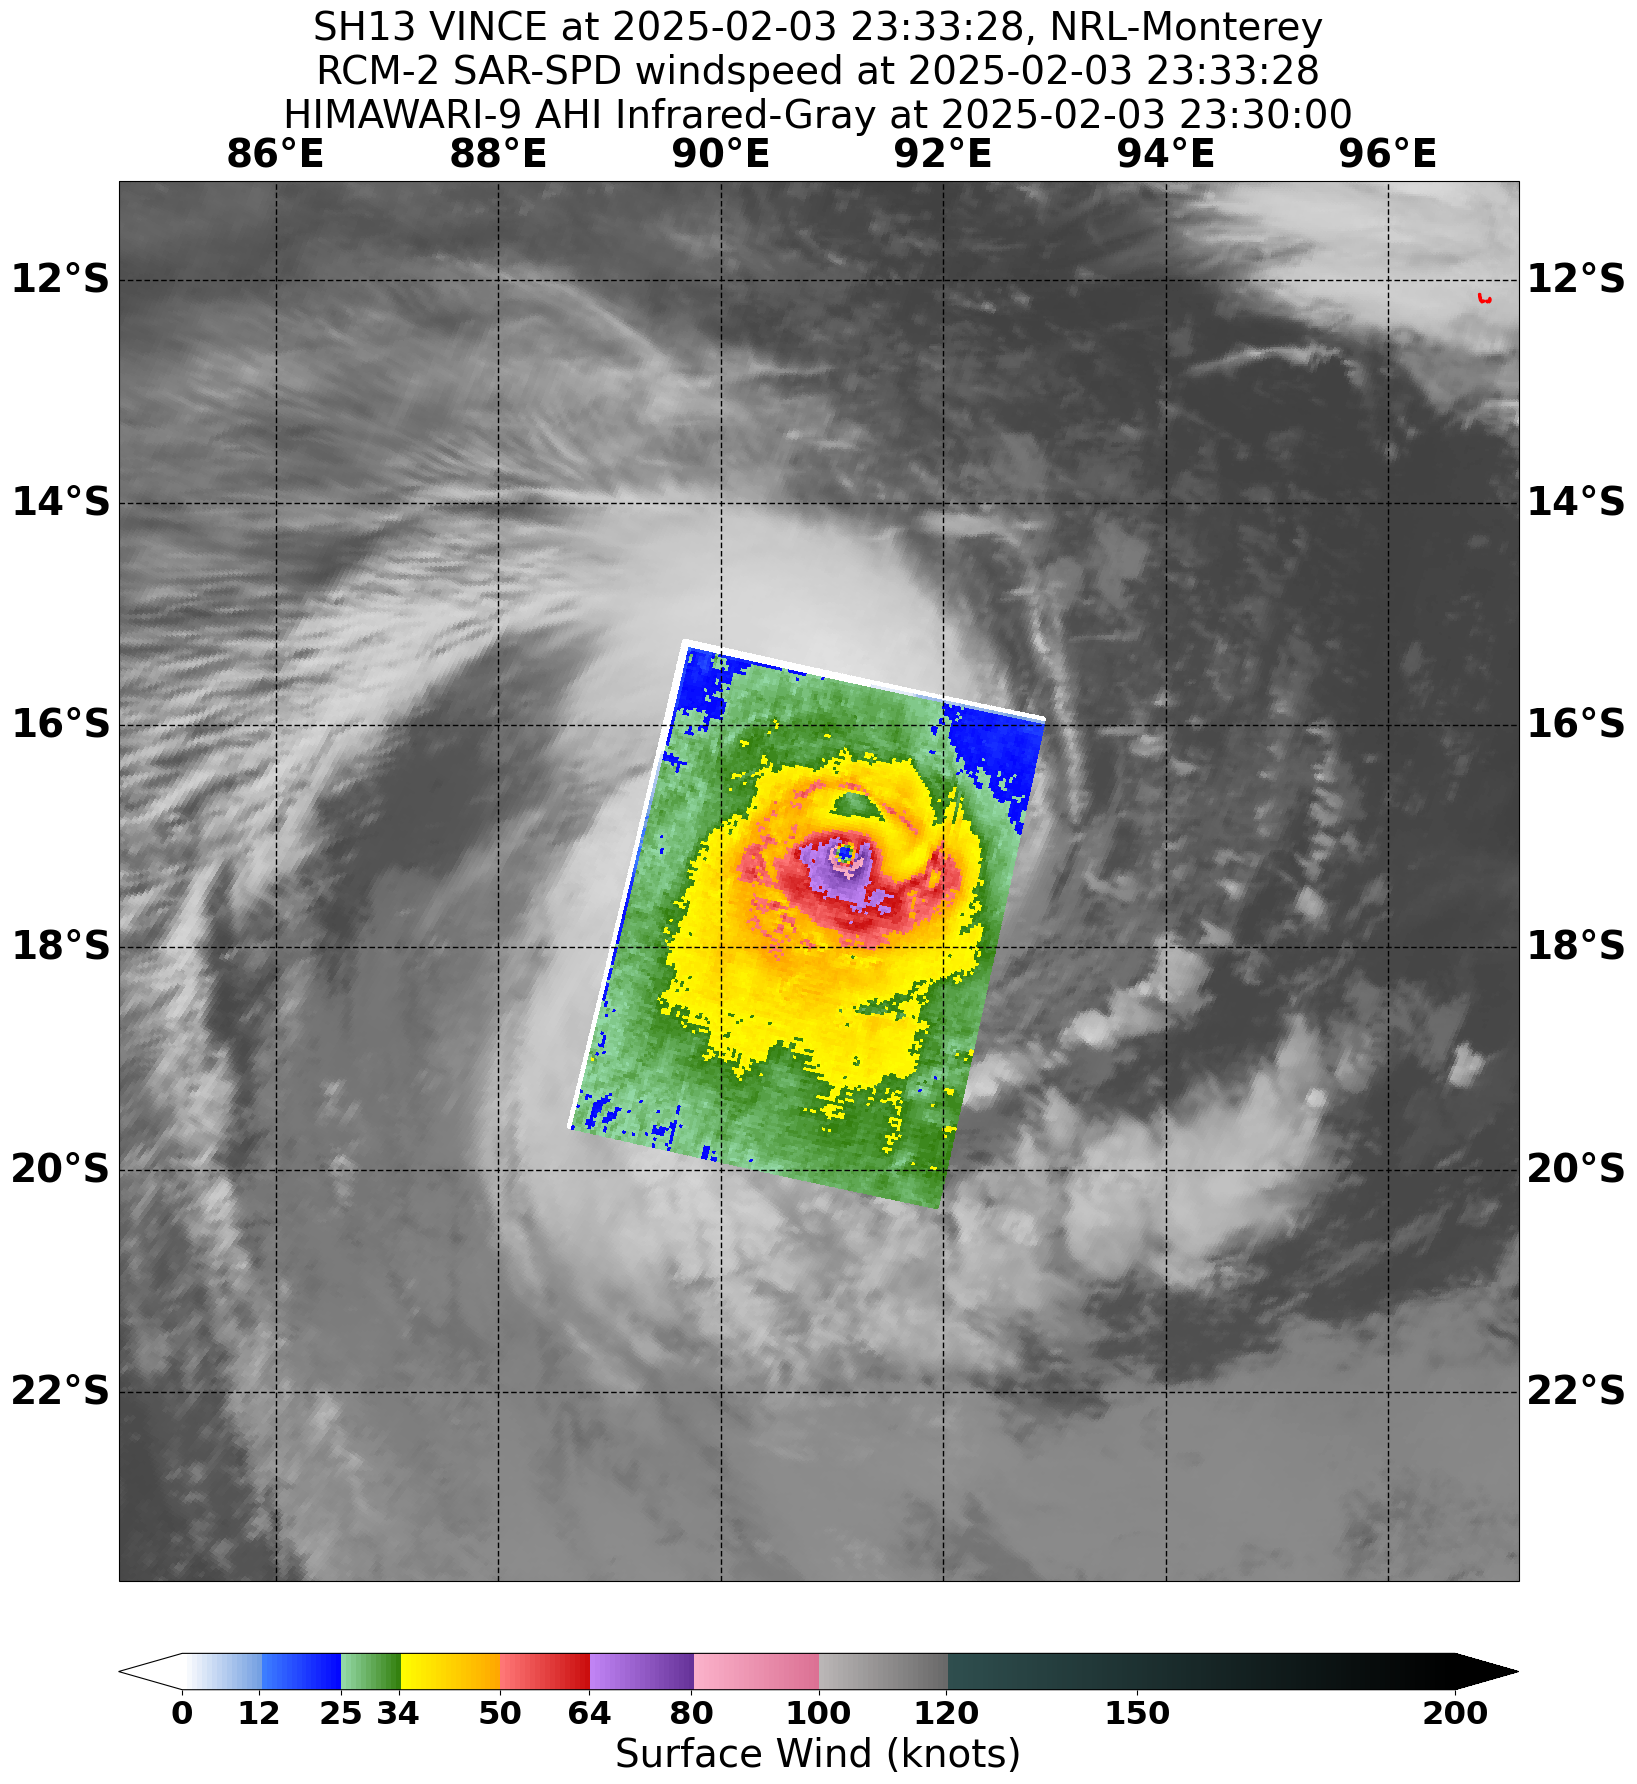 SH13 VINCE at 2025-02-03 23:33:28, NRL-Monterey
RCM-2 SAR-SPD windspeed at 2025-02-03 23:33:28
HIMAWARI-9 AHI Infrared-Gray at 2025-02-03 23:30:00
86°E 88°E 90°E 92°E 94°E 96°E
12°S 12°S
14°S 14°S
16°S 16°S
18°S 18°S
20°S 20°S
22°S 22°S
0 12 25 34 50 64 80 100 120 150 200
Surface Wind (knots)